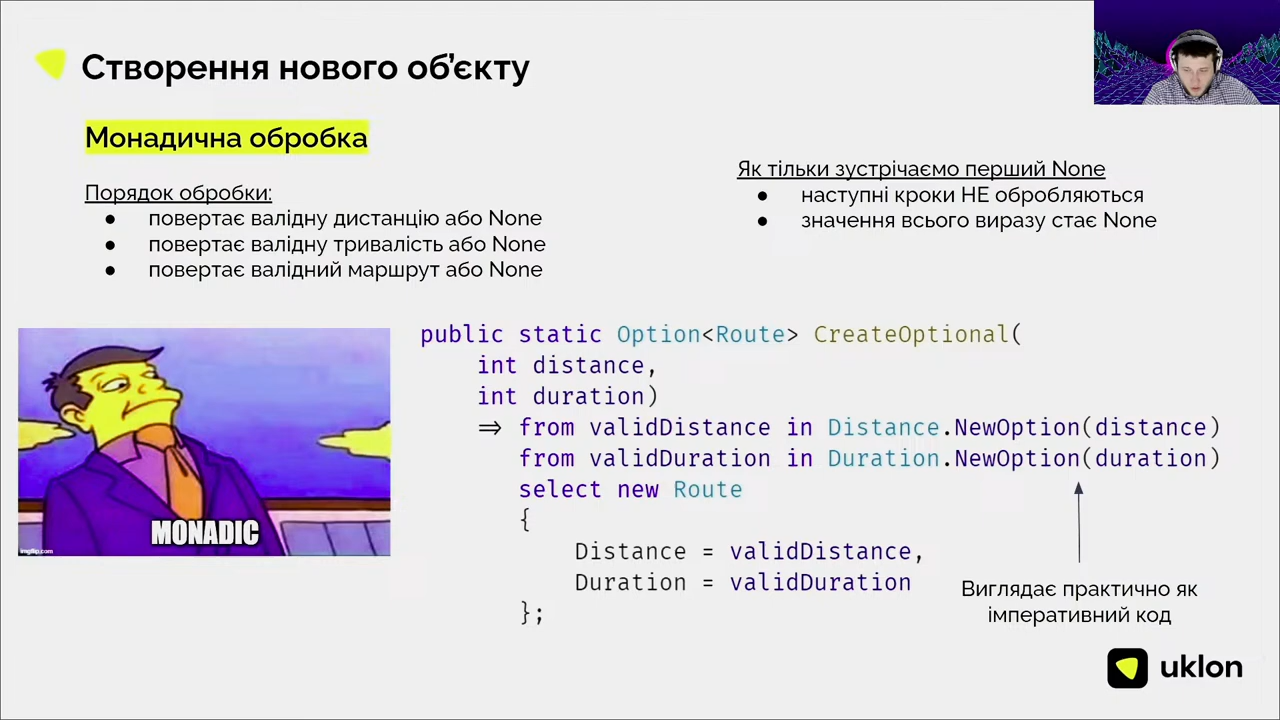 Створення нового об'єкту
Монадична обробка
Порядок обробки:
● повертає валідну дистанцію або None
● повертає валідну тривалість або None
● повертає валідний маршрут або None
Як тільки зустрічаємо перший None
● наступні кроки НЕ обробляються
● значення всього виразу стає None
MONADIC
imgflip.com
public static Option<Route> CreateOptional(
int distance,
int duration)
=> from validDistance in Distance.NewOption(distance)
from validDuration in Duration.NewOption(duration)
select new Route
{
Distance = validDistance,
Duration = validDuration
};
Виглядає практично як
імперативний код
uklon